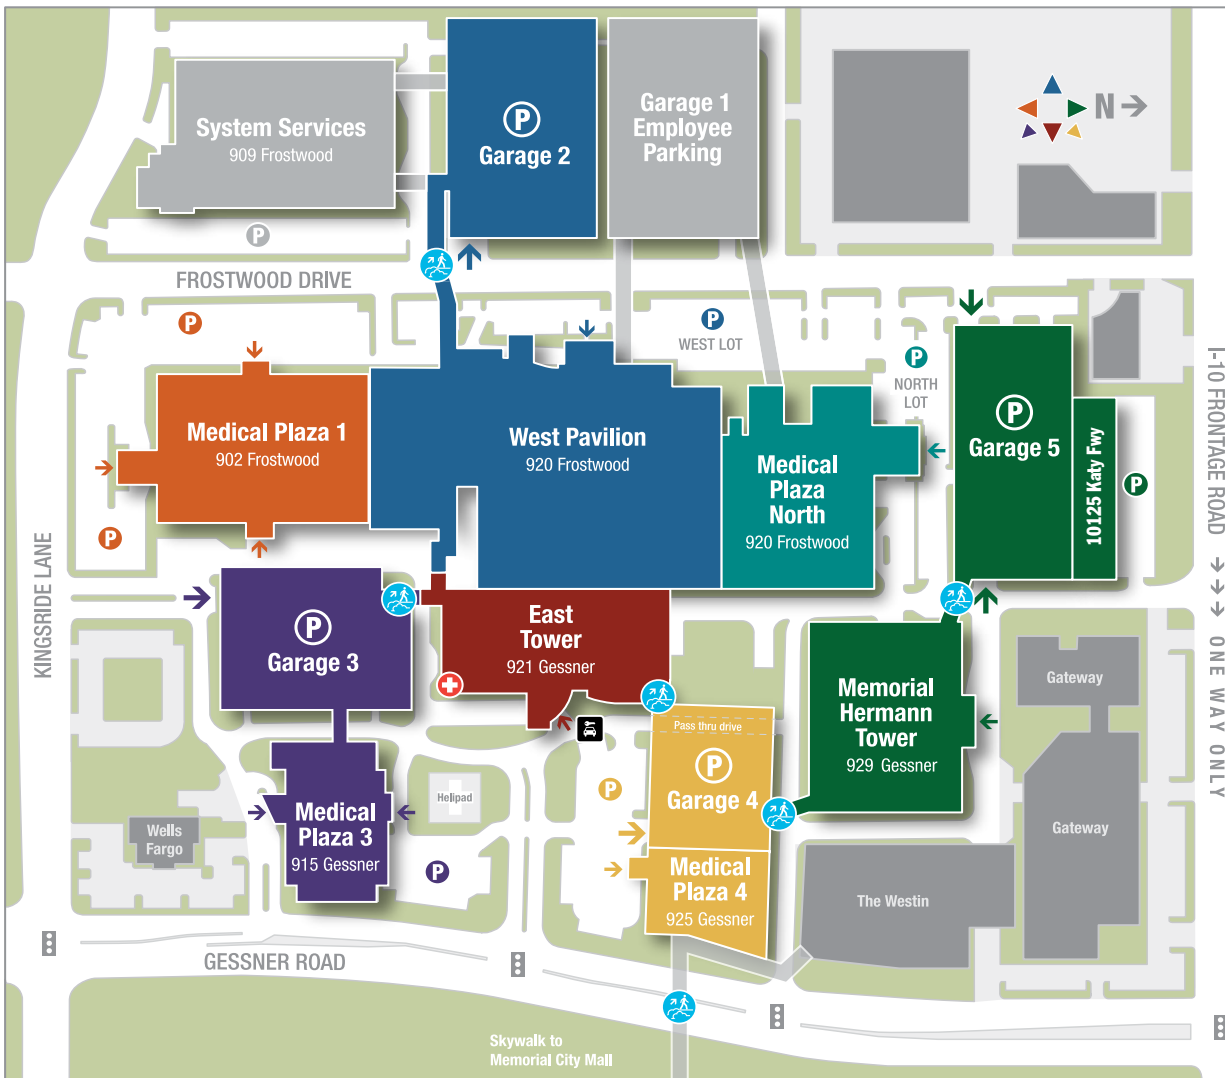 System Services
909 Frostwood
P
Garage 2
Garage 1
Employee
Parking
N
P
FROSTWOOD DRIVE
P
P
WEST LOT
P
NORTH
LOT
Medical Plaza 1
902 Frostwood
P
West Pavilion
920 Frostwood
Medical
Plaza
North
920 Frostwood
P
Garage 5
10125 Katy Fwy
P
I-10 FRONTAGE ROAD
ONE WAY ONLY
KINGSRIDE LANE
P
Garage 3
East
Tower
921 Gessner
Pass thru drive
P
Garage 4
P
Memorial
Hermann
Tower
929 Gessner
Gateway
Gateway
Medical
Plaza 3
915 Gessner
Helipad
P
Wells
Fargo
Medical
Plaza 4
925 Gessner
The Westin
GESSNER ROAD
Skywalk to
Memorial City Mall